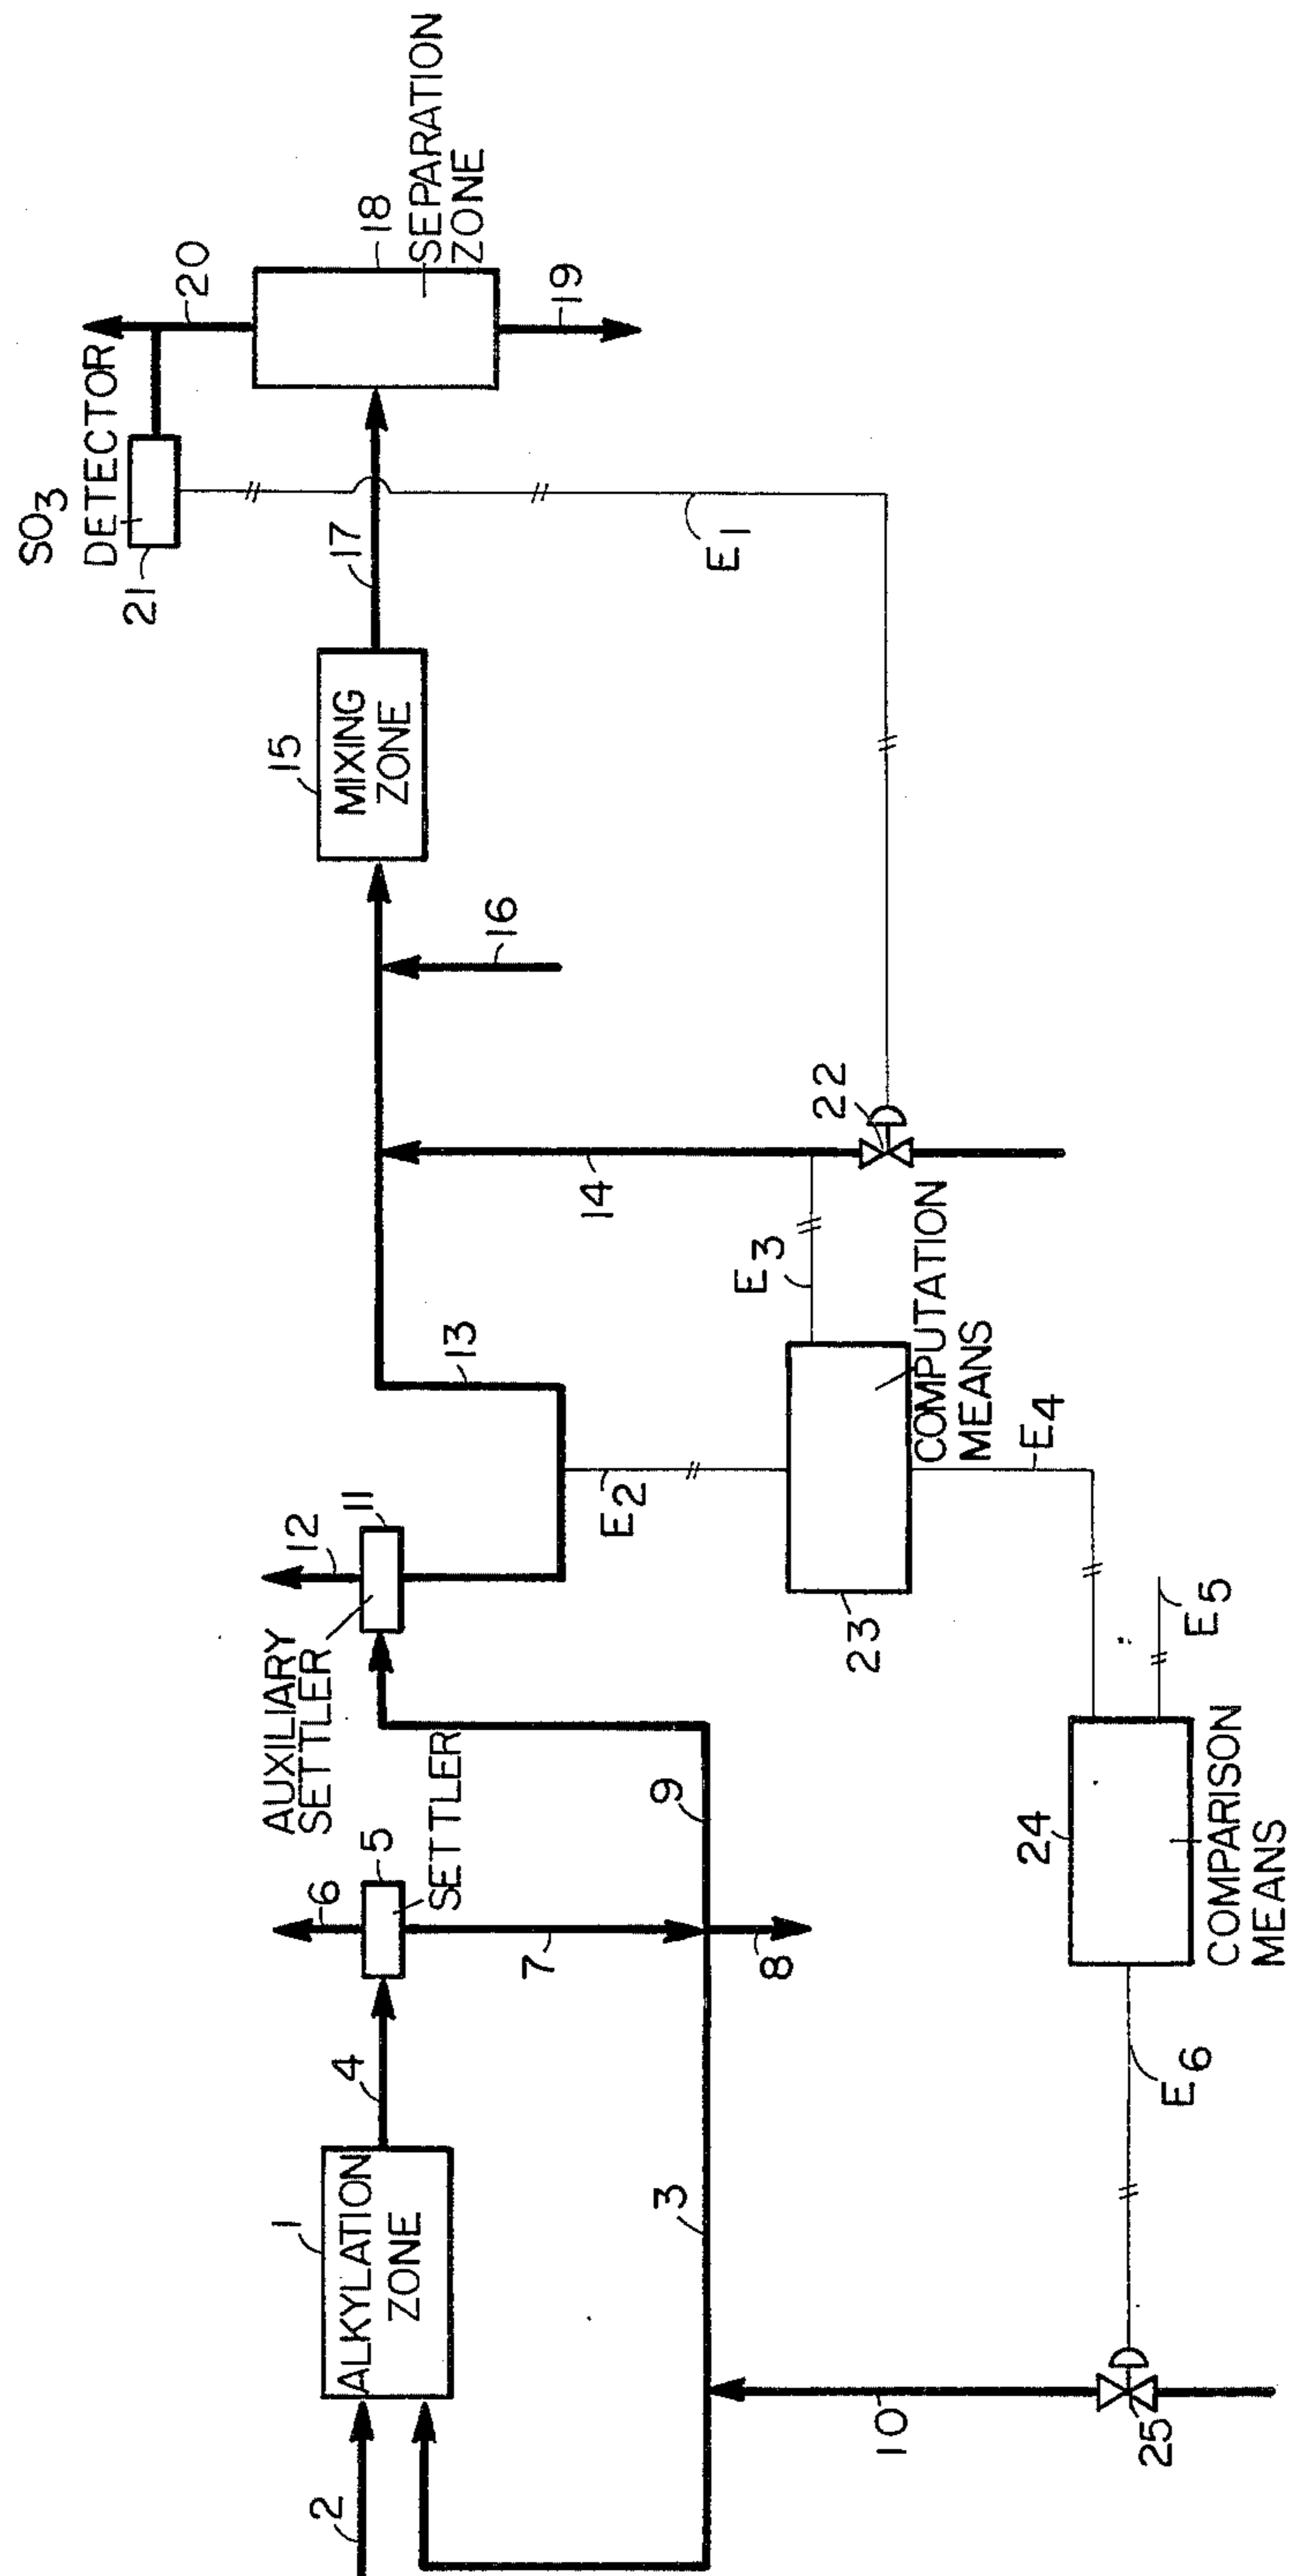 2
1
ALKYLATION
ZONE
4
6
5
SETTLER
7
8
3
9
10
25
AUXILIARY
SETTLER
12
11
13
14
16
15
MIXING
ZONE
17
SO3
DETECTOR
21
20
18
SEPARATION
ZONE
19
E1
22
E3
E2
23
COMPUTATION
MEANS
E4
E5
24
COMPARISON
MEANS
E6